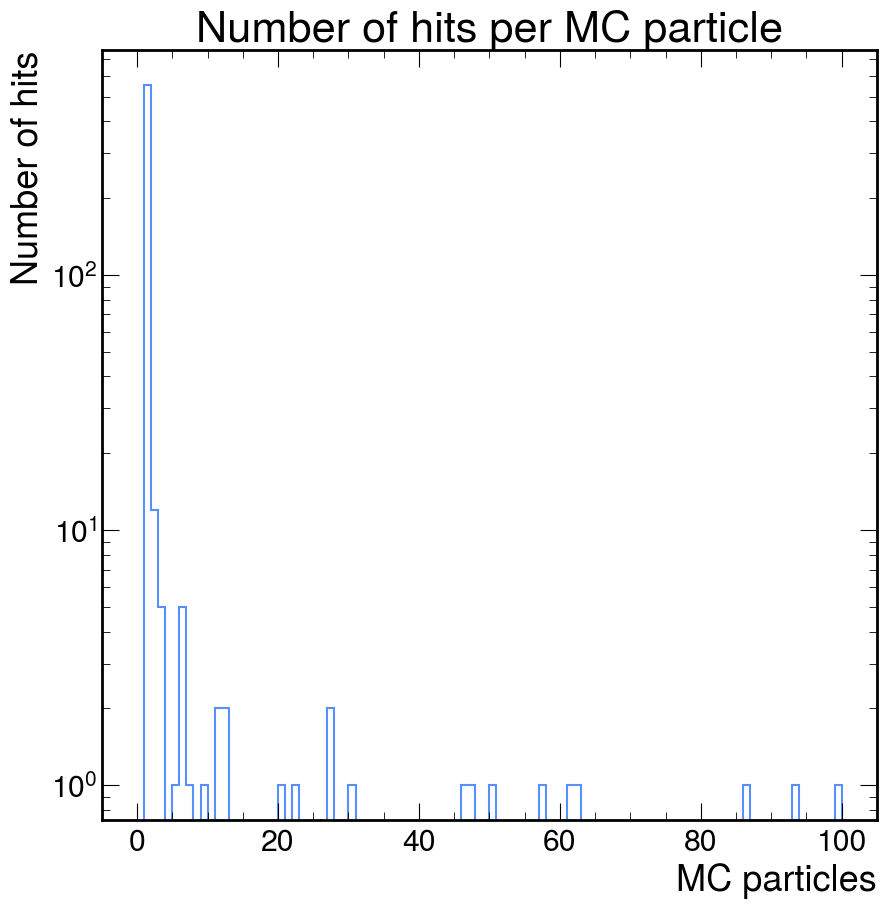 Number of hits per MC particle
Number of hits
10²
10¹
10⁰
0 20 40 60 80 100
MC particles